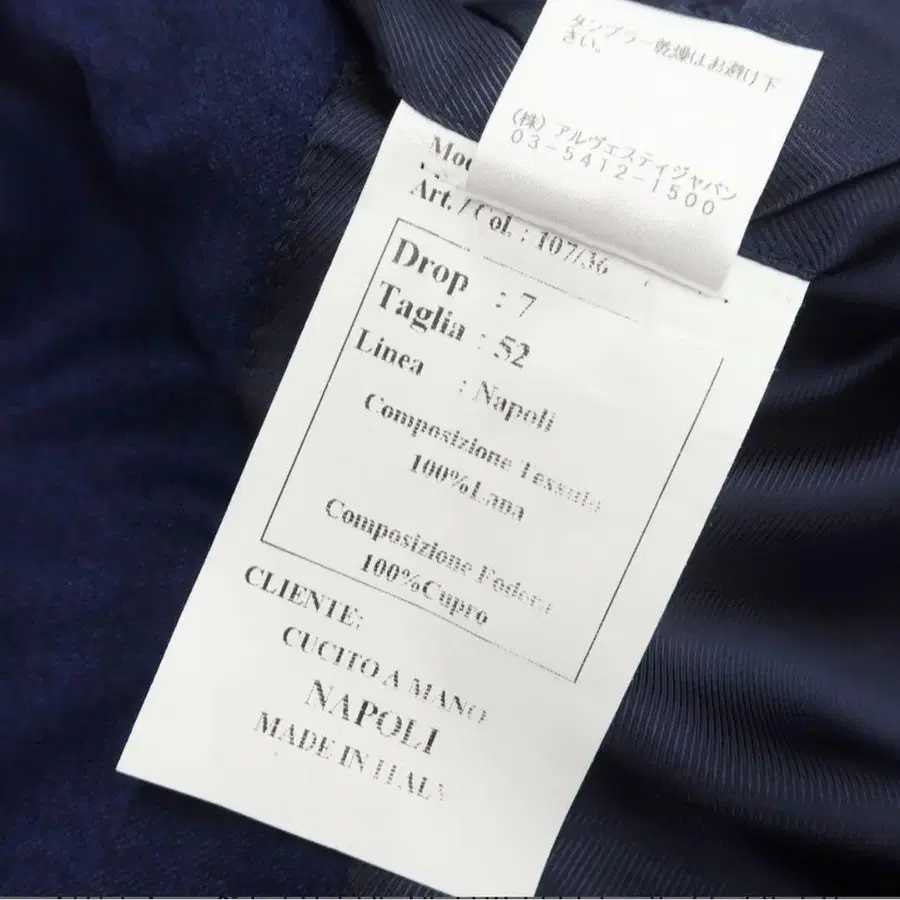 タンブラー乾燥はお避け下
さい。
(株) アルヴェスティジャパン
03-5412-1500
Art. / Col. : 107/36
Drop : 7
Taglia : 52
Linea : Napoli
Composizione Tessuto
100%Lana
Composizione Fodera
100%Cupro
CLIENTE:
CUCITO A MANO
NAPOLI
MADE IN ITALY